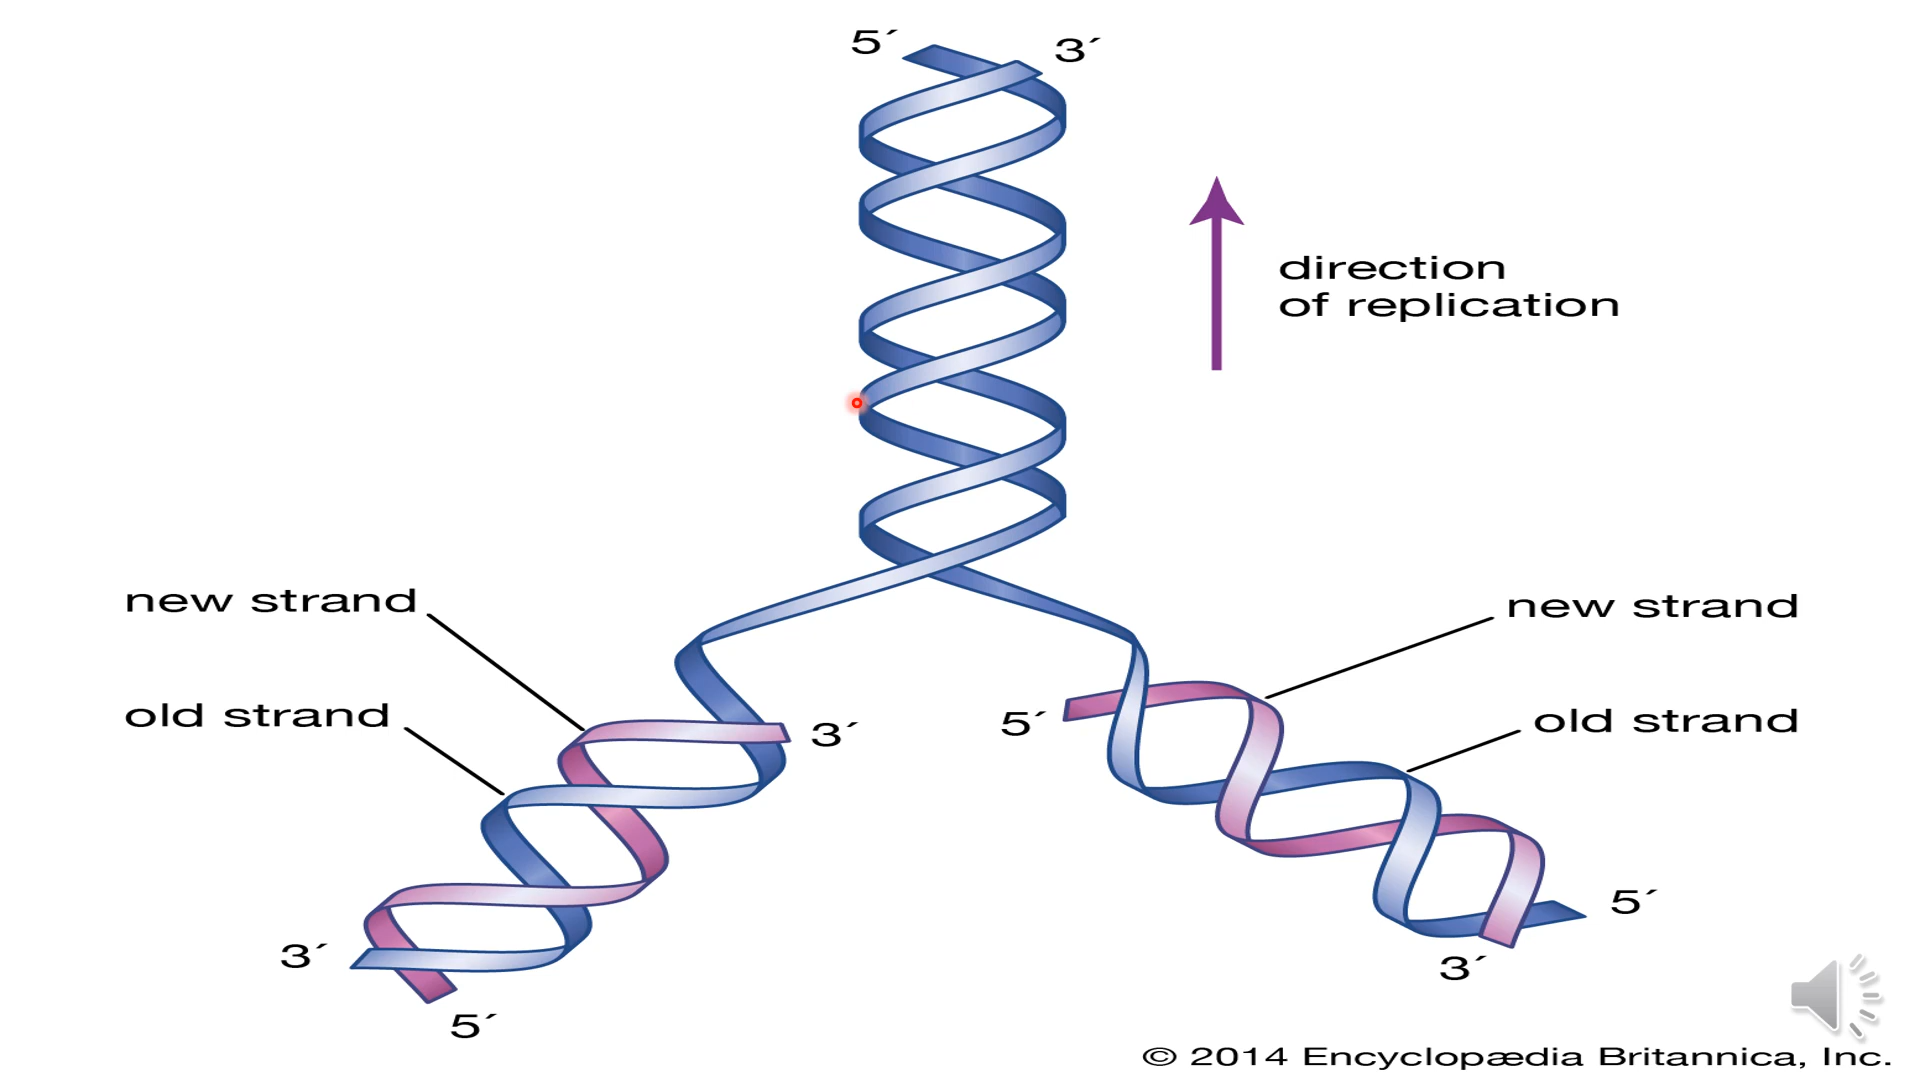 5´ 3´
direction
of replication
new strand
new strand
old strand
old strand
3´
5´
5´
3´
3´
5´
© 2014 Encyclopædia Britannica, Inc.